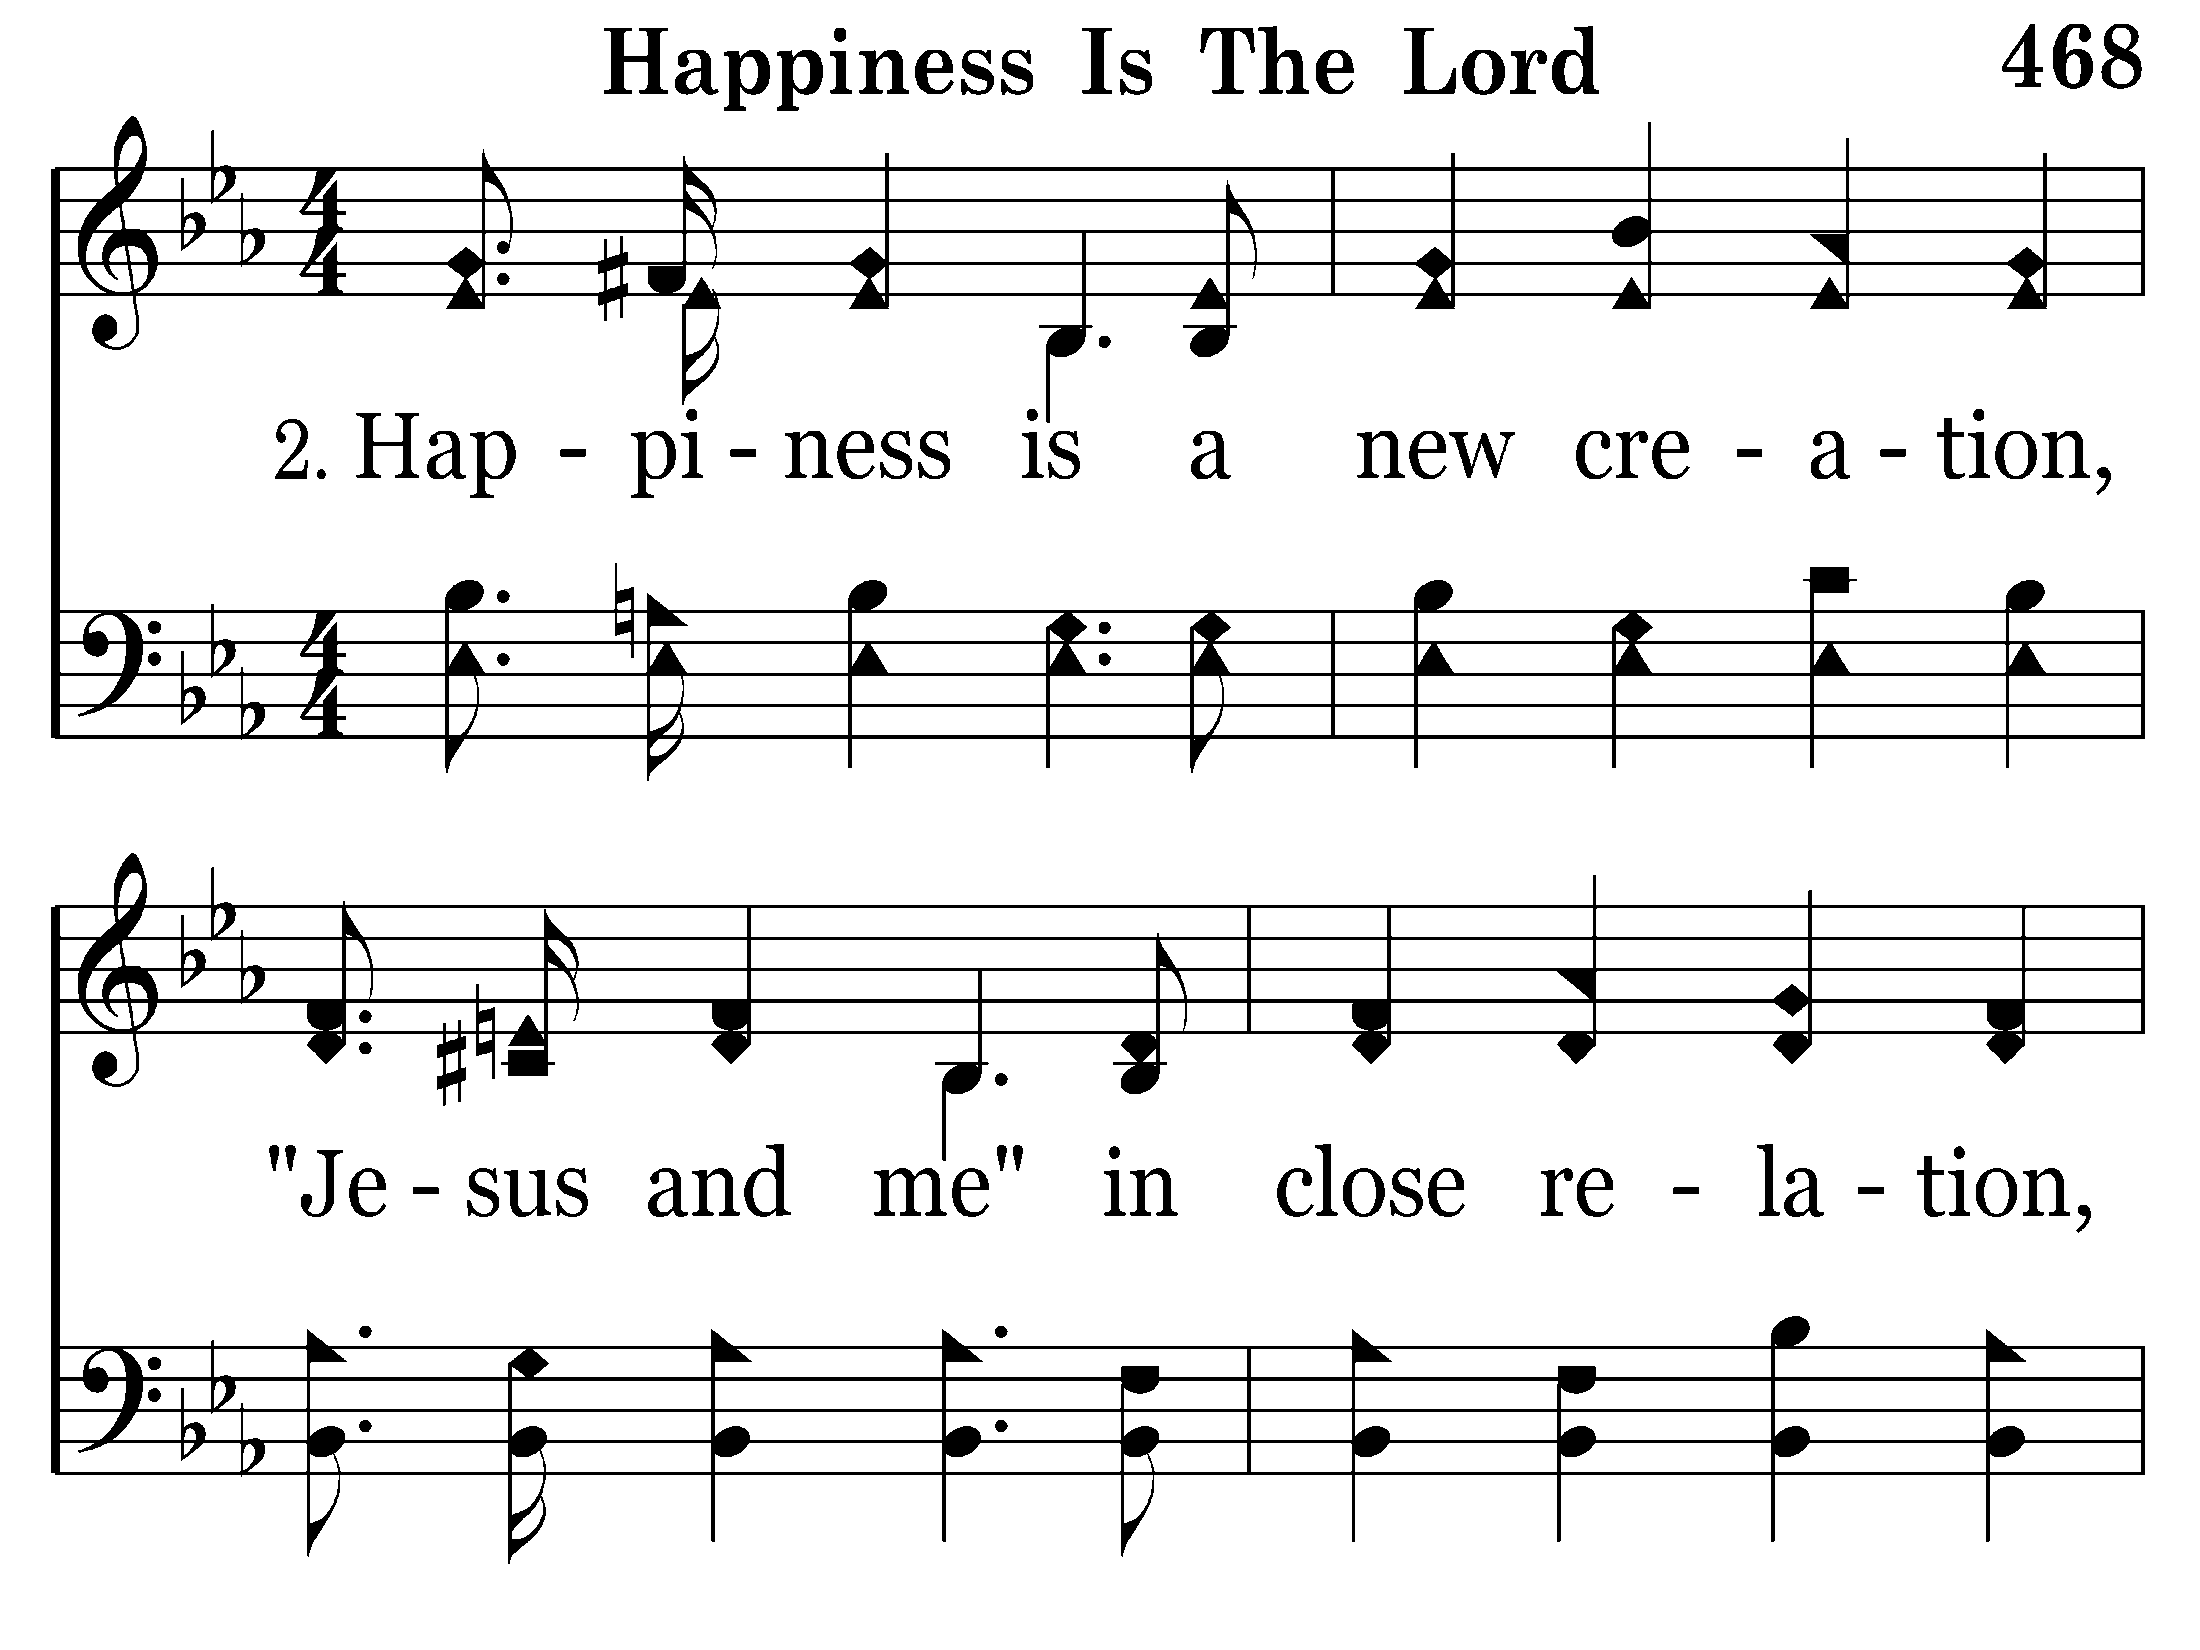 Happiness Is The Lord 468
2. Hap - pi - ness is a new cre - a - tion,
"Je - sus and me" in close re - la - tion,